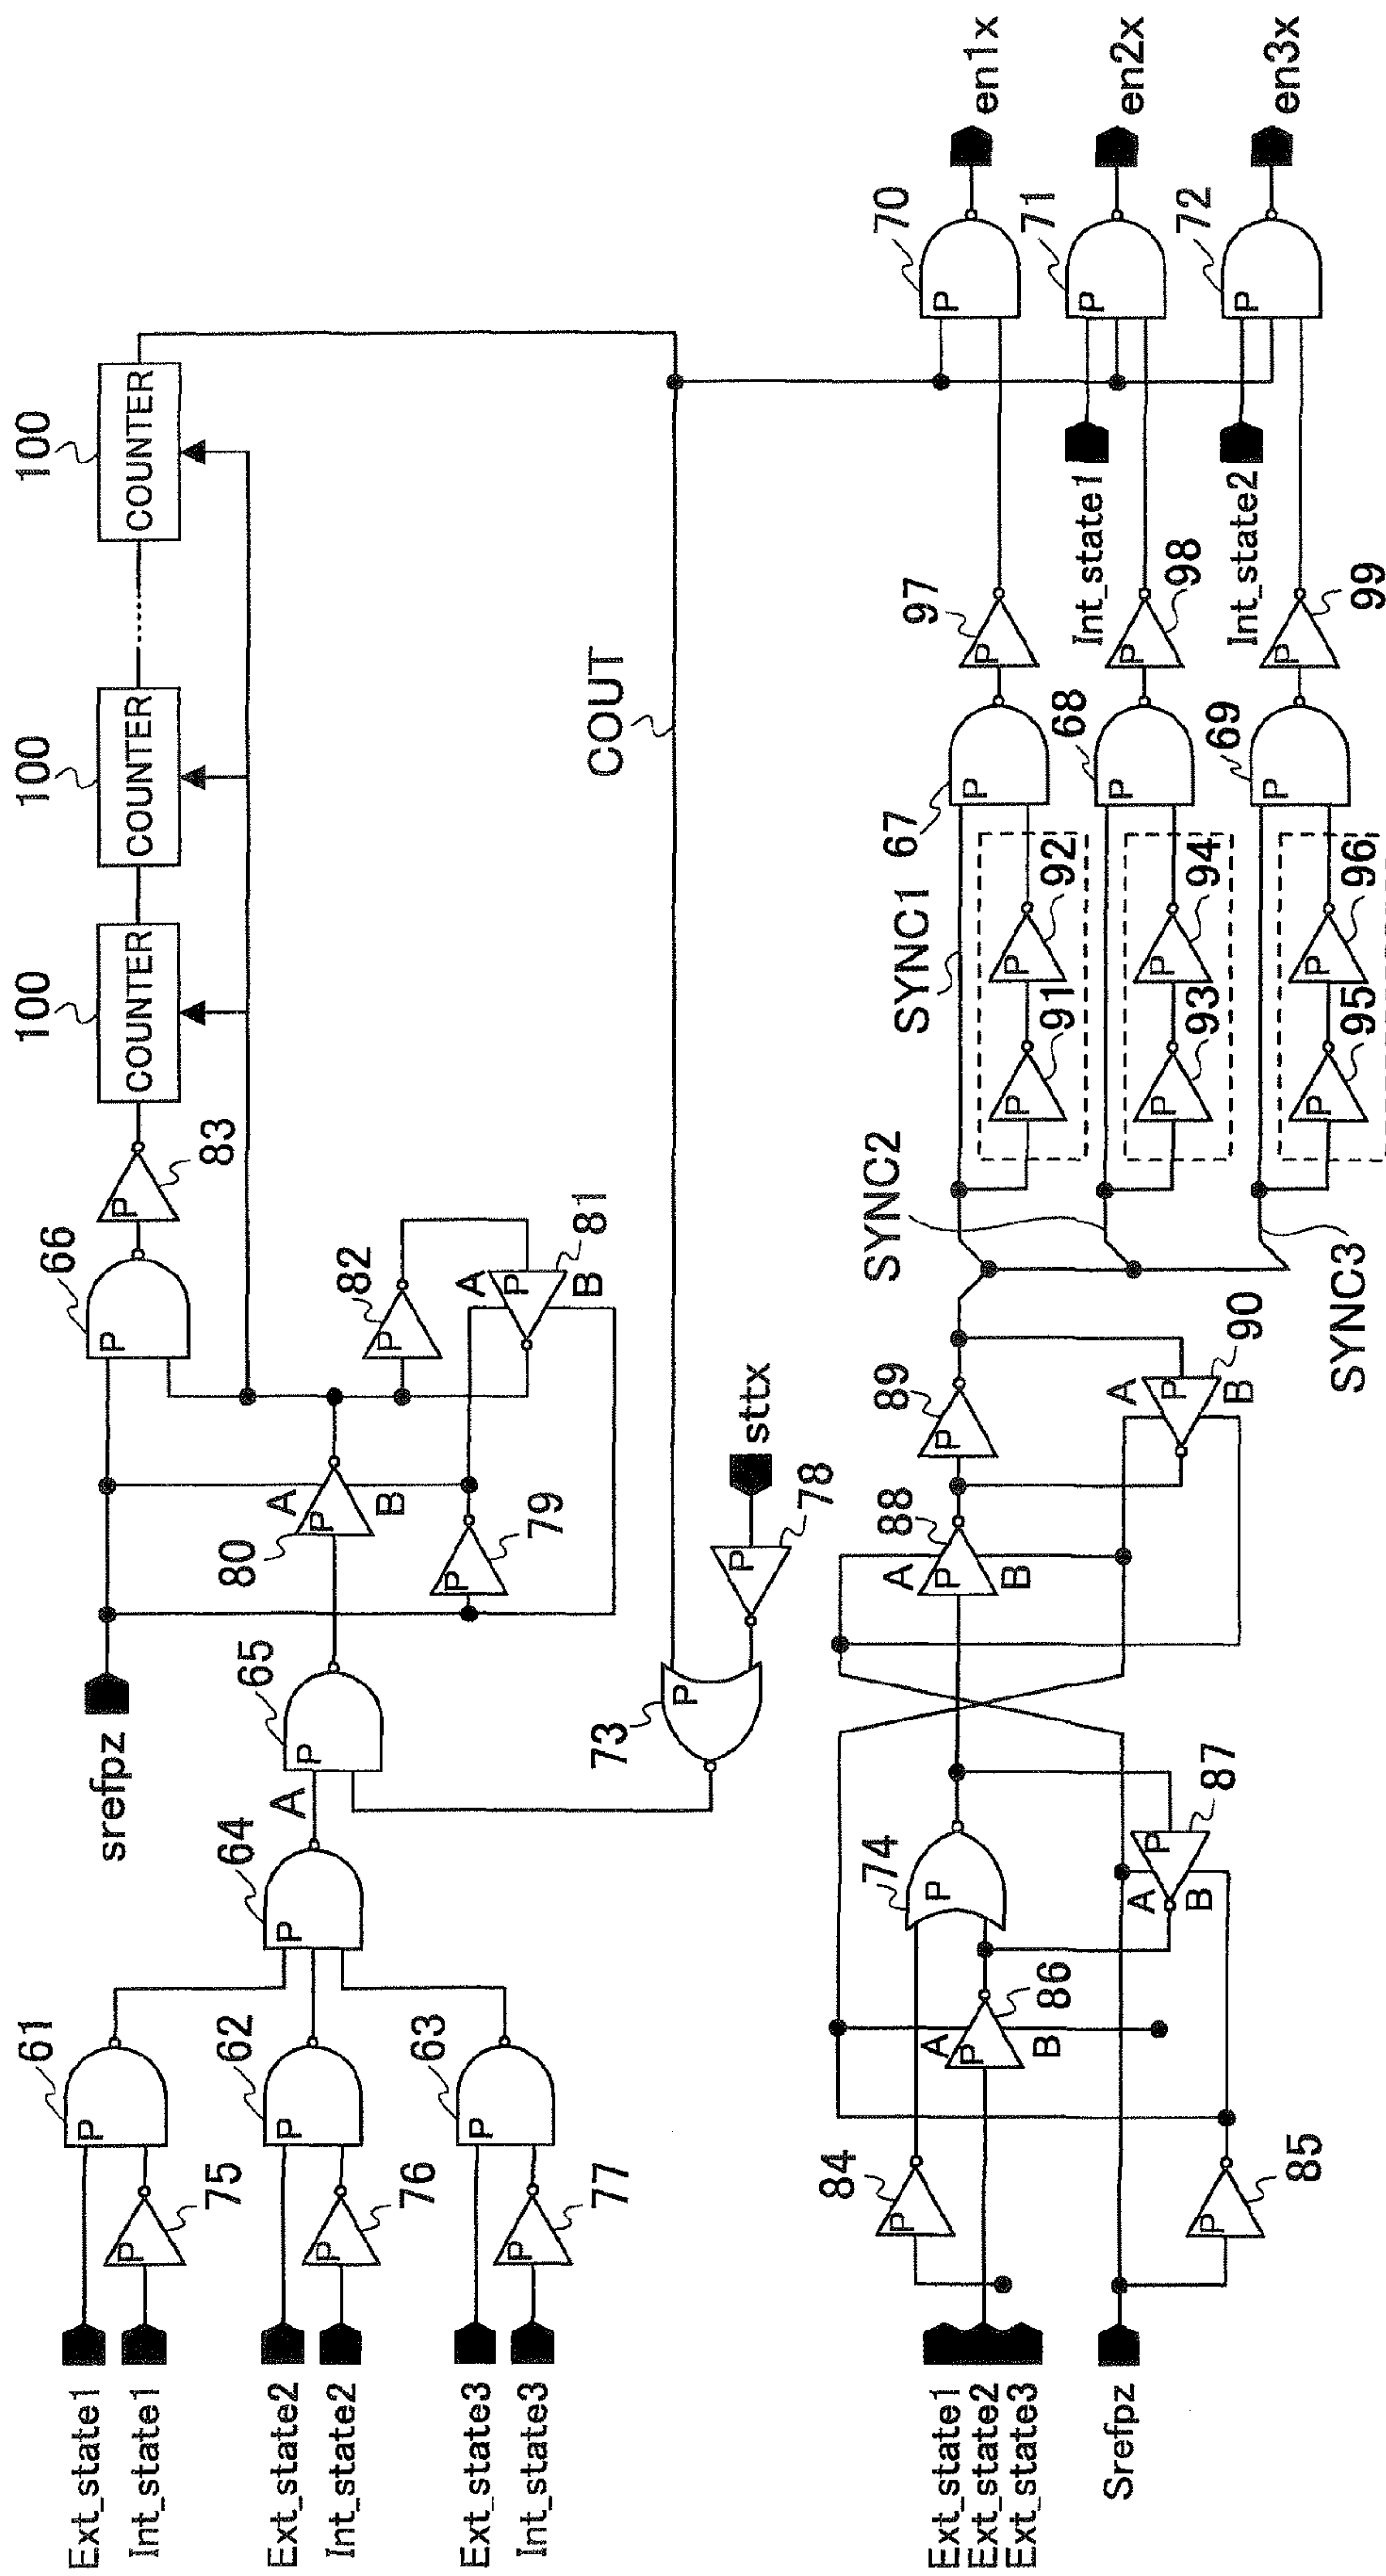 Ext_state1
Int_state1
Ext_state2
Int_state2
Ext_state3
Int_state3
75
76
77
61
P
P
62
P
P
63
P
P
64
P
A
65
P
srefpz
80
A
P
B
79
P
66
P
82
P
A
P
B
81
83
P
100
COUNTER
100
COUNTER
100
COUNTER
COUT
73
P
sttx
78
P
Ext_state1
Ext_state2
Ext_state3
Srefpz
84
P
85
P
86
A
P
B
74
P
87
P
A
B
88
A
P
B
89
P
90
A
P
B
SYNC1
SYNC2
SYNC3
91
P
92
P
93
P
94
P
95
P
96
P
67
P
68
P
69
P
97
P
98
P
99
P
Int_state1
Int_state2
70
P
71
P
72
P
en1x
en2x
en3x